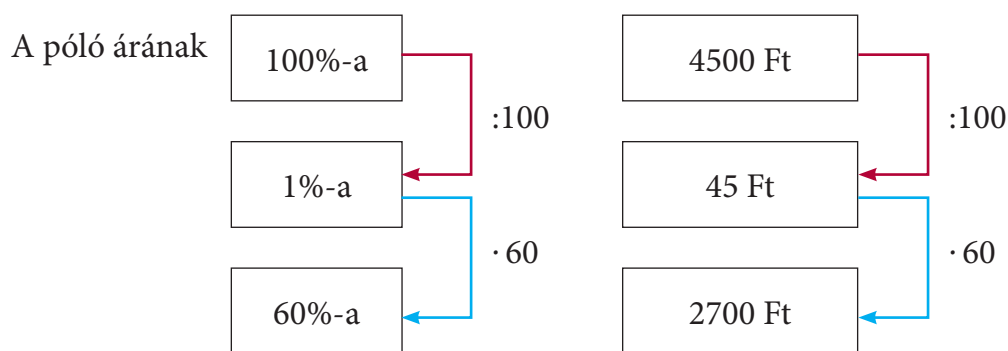 A póló árának
100%-a
4500 Ft
:100
:100
1%-a
45 Ft
· 60
· 60
60%-a
2700 Ft